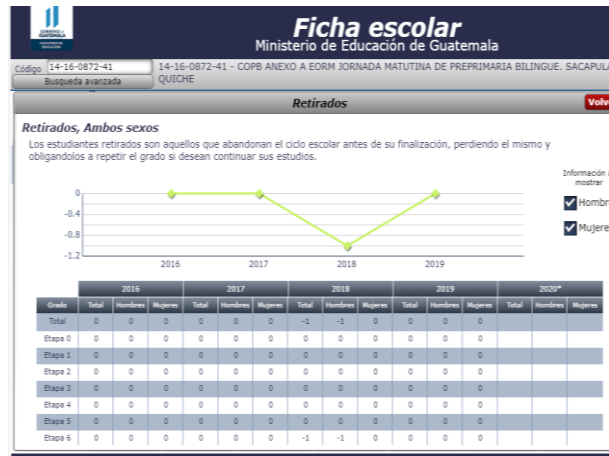 GOBIERNO de
GUATEMALA
MINISTERIO DE
EDUCACIÓN
Ficha escolar
Ministerio de Educación de Guatemala
Código 14-16-0872-41
Busqueda avanzada
14-16-0872-41 - COPB ANEXO A EORM JORNADA MATUTINA DE PREPRIMARIA BILINGUE. SACAPULA
QUICHE
Retirados
Volv
Retirados, Ambos sexos
Los estudiantes retirados son aquellos que abandonan el ciclo escolar antes de su finalización, perdiendo el mismo y
obligandolos a repetir el grado si desean continuar sus estudios.
Información a
mostrar
Hombre
Mujere
0
-0.4
-0.8
-1.2
2016 2017 2018 2019
2016 2017 2018 2019 2020*
Grado Total Hombres Mujeres Total Hombres Mujeres Total Hombres Mujeres Total Hombres Mujeres Total Hombres Mujeres
Total 0 0 0 0 0 0 -1 -1 0 0 0 0
Etapa 0 0 0 0 0 0 0 0 0 0 0 0 0
Etapa 1 0 0 0 0 0 0 0 0 0 0 0 0
Etapa 2 0 0 0 0 0 0 0 0 0 0 0 0
Etapa 3 0 0 0 0 0 0 0 0 0 0 0 0
Etapa 4 0 0 0 0 0 0 0 0 0 0 0 0
Etapa 5 0 0 0 0 0 0 0 0 0 0 0 0
Etapa 6 0 0 0 0 0 0 -1 -1 0 0 0 0